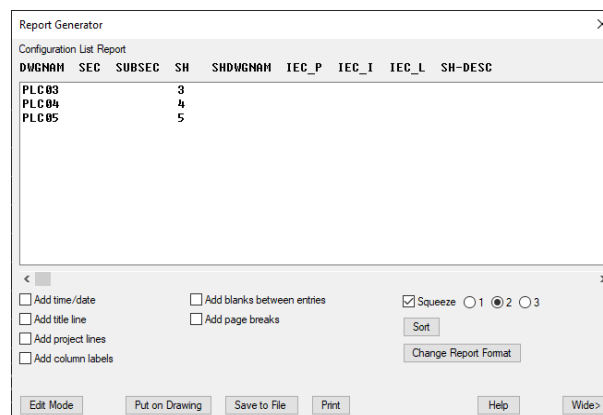 Report Generator
Configuration List Report
DWGNAM SEC SUBSEC SH SHDWGNAM IEC_P IEC_I IEC_L SH-DESC
PLC03 3
PLC04 4
PLC05 5
Add time/date Add blanks between entries Squeeze 1 2 3
Add title line Add page breaks Sort
Add project lines
Add column labels Change Report Format
Edit Mode Put on Drawing Save to File Print Help Wide>